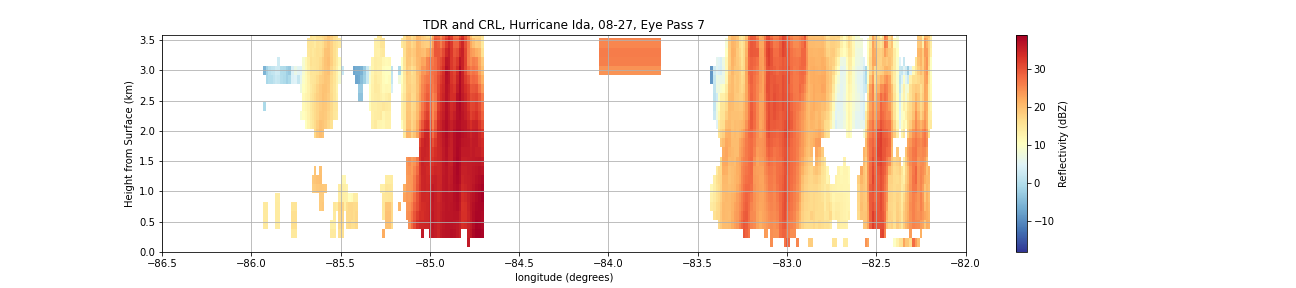 TDR and CRL, Hurricane Ida, 08-27, Eye Pass 7
3.5
3.0
2.5
2.0
1.5
1.0
0.5
0.0
Height from Surface (km)
−86.5 −86.0 −85.5 −85.0 −84.5 −84.0 −83.5 −83.0 −82.5 −82.0
longitude (degrees)
30
20
10
0
−10
Reflectivity (dBZ)